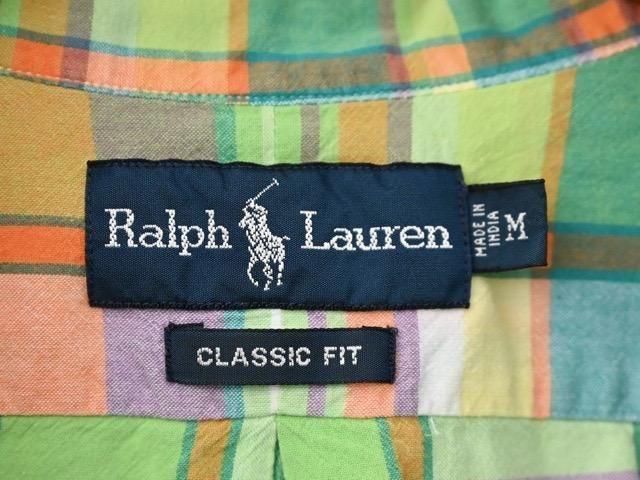 Ralph Lauren
MADE IN
INDIA
M
CLASSIC FIT